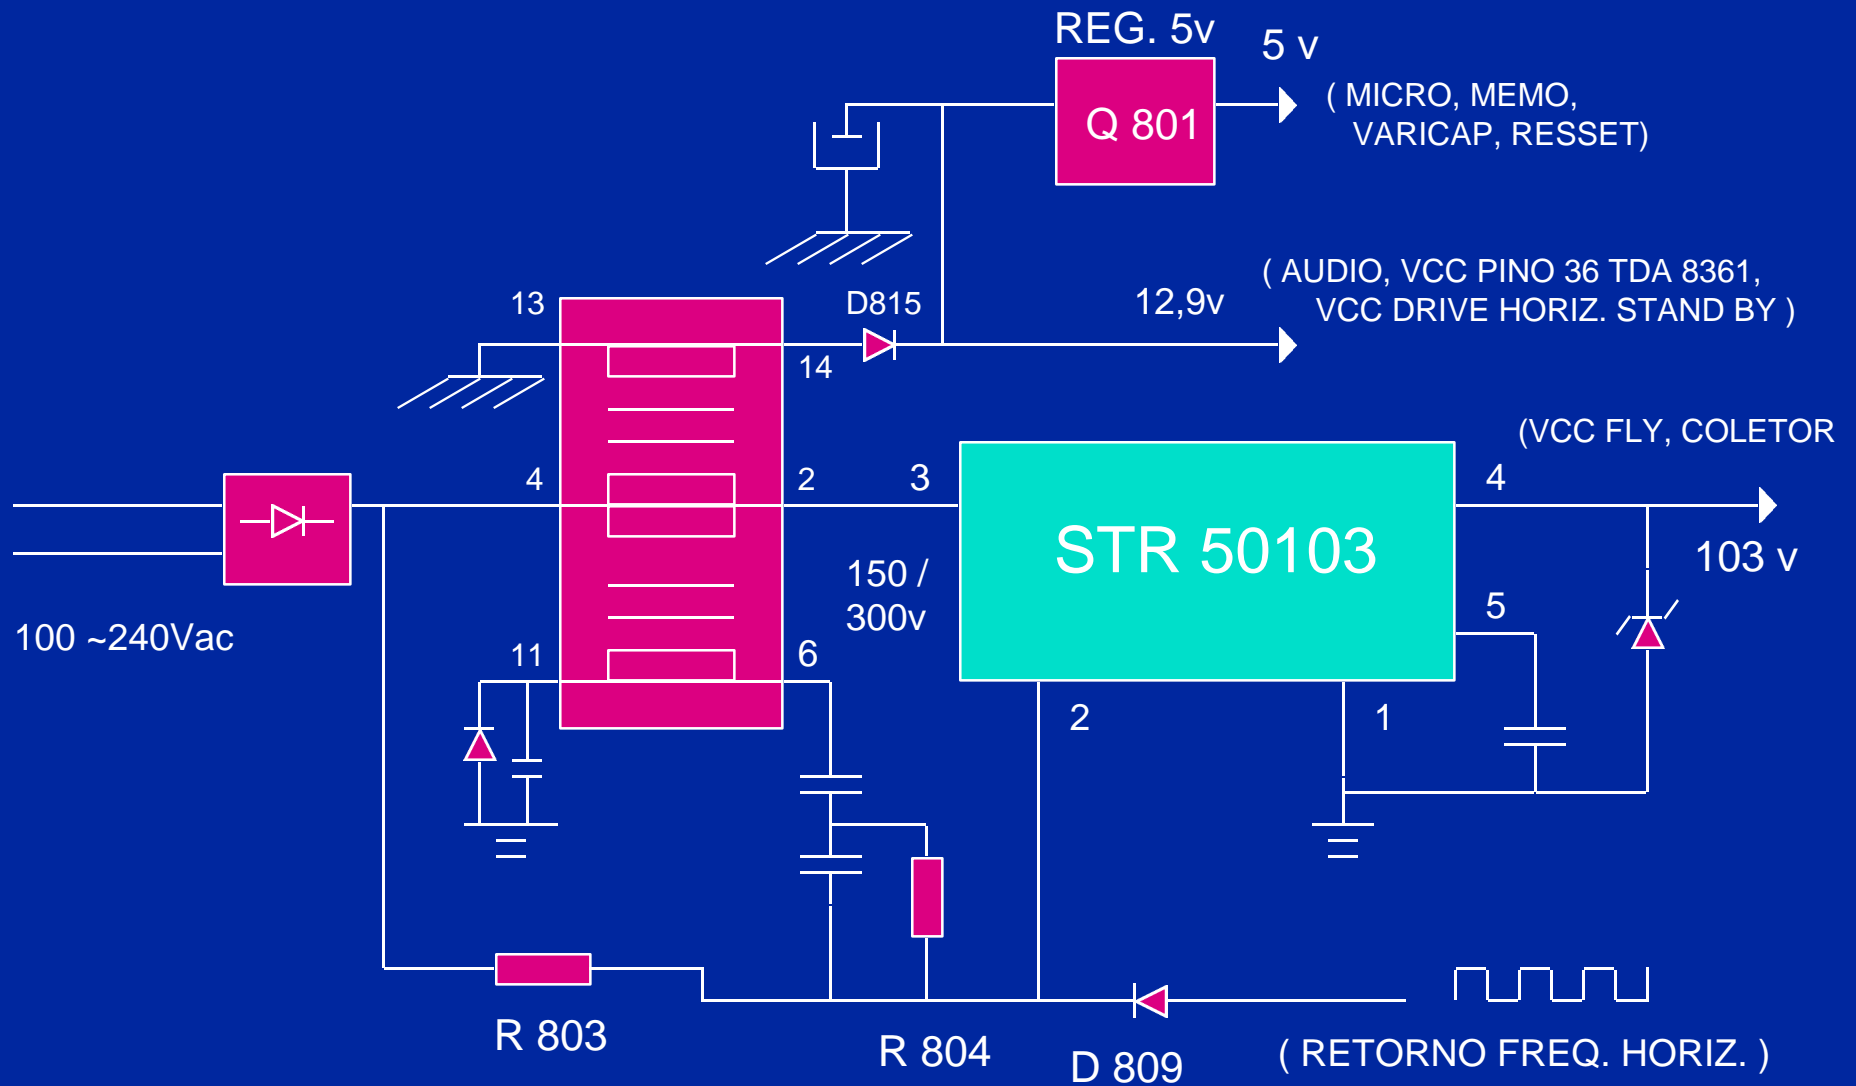 REG. 5v
5 v
Q 801
( MICRO, MEMO,
VARICAP, RESSET)
( AUDIO, VCC PINO 36 TDA 8361,
VCC DRIVE HORIZ. STAND BY )
13
D815
12,9v
14
(VCC FLY, COLETOR
4
2
3
4
STR 50103
103 v
150 /
300v
5
100 ~240Vac
11
6
2
1
R 803
R 804
D 809
( RETORNO FREQ. HORIZ. )